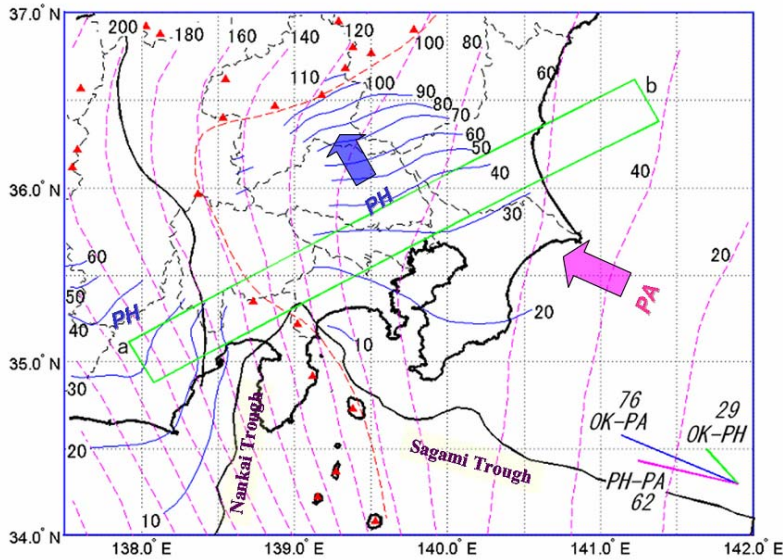 37.0° N
36.0° N
35.0° N
34.0° N
138.0° E
139.0° E
140.0° E
141.0° E
142.0° E
200
180
160
140
120
110
100
80
60
40
20
100
90
80
70
60
50
40
30
20
10
60
50
40
30
20
10
a
b
PH
PH
PA
Nankai Trough
Sagami Trough
76
OK-PA
29
OK-PH
PH-PA
62